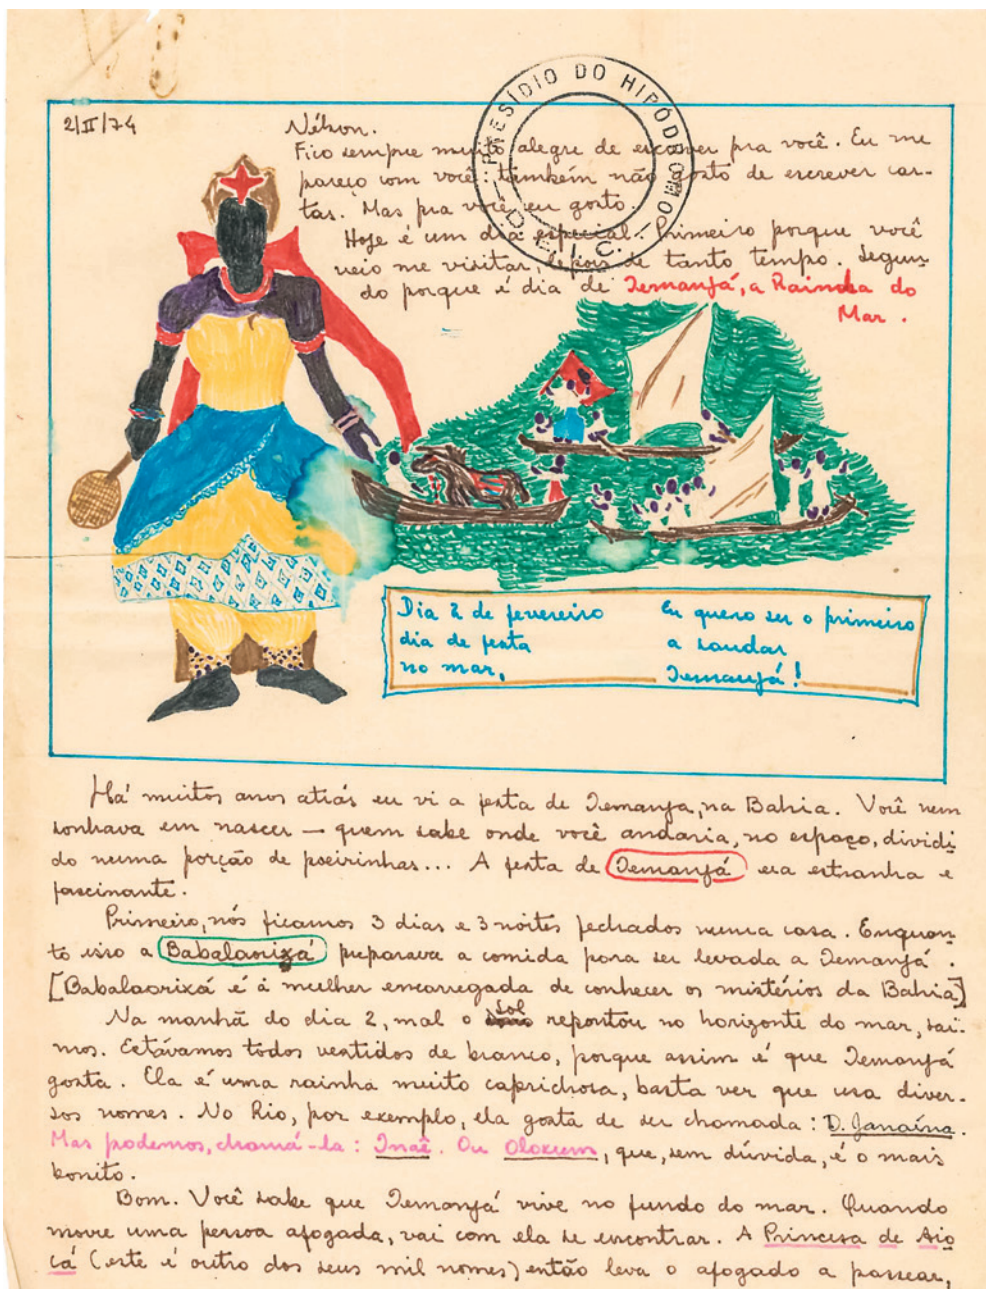 PRESÍDIO DO HIPÓDROMO
D.E.I.C.
2/II/74
Nélson.
Fico sempre muito alegre de escrever pra você. Eu me
pareço com você: também não gosto de escrever car-
tas. Mas pra você eu gosto.
Hoje é um dia especial. Primeiro porque você
veio me visitar, depois de tanto tempo. Segun
do porque é dia de Iemanjá, a Rainha do
Mar.
Dia 2 de fevereiro
dia de festa
no mar,
Eu quero ser o primeiro
a saudar
Iemanjá!
Há muitos anos atrás eu vi a festa de Iemanjá, na Bahia. Você nem
sonhava em nascer — quem sabe onde você andaria, no espaço, dividi
do numa porção de poeirinhas... A festa de Iemanjá era estranha e
fascinante.
Primeiro, nós ficamos 3 dias e 3 noites fechados numa casa. Enquan
to isso a Babalaorixá preparava a comida para ser levada a Iemanjá.
[Babalaorixá é a mulher encarregada de conhecer os mistérios da Bahia]
Na manhã do dia 2, mal o sol repontou no horizonte do mar, saí-
mos. Estávamos todos vestidos de branco, porque assim é que Iemanjá
gosta. Ela é uma rainha muito caprichosa, basta ver que usa diver-
sos nomes. No Rio, por exemplo, ela gosta de ser chamada: D. Janaína.
Mas podemos, chamá-la: Inaê. Ou Oloxum, que, sem dúvida, é o mais
bonito.
Bom. Você sabe que Iemanjá vive no fundo do mar. Quando
morre uma pessoa afogada, vai com ela se encontrar. A Princesa de Aio
cá (este é outro dos seus mil nomes) então leva o afogado a passear,